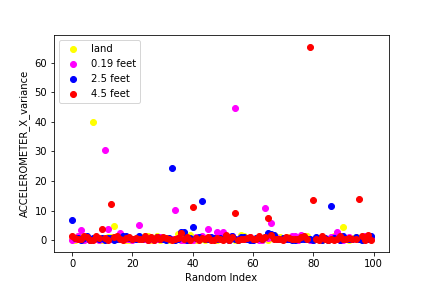 land
0.19 feet
2.5 feet
4.5 feet
ACCELEROMETER_X_variance
60
50
40
30
20
10
0
0
20
40
60
80
100
Random Index